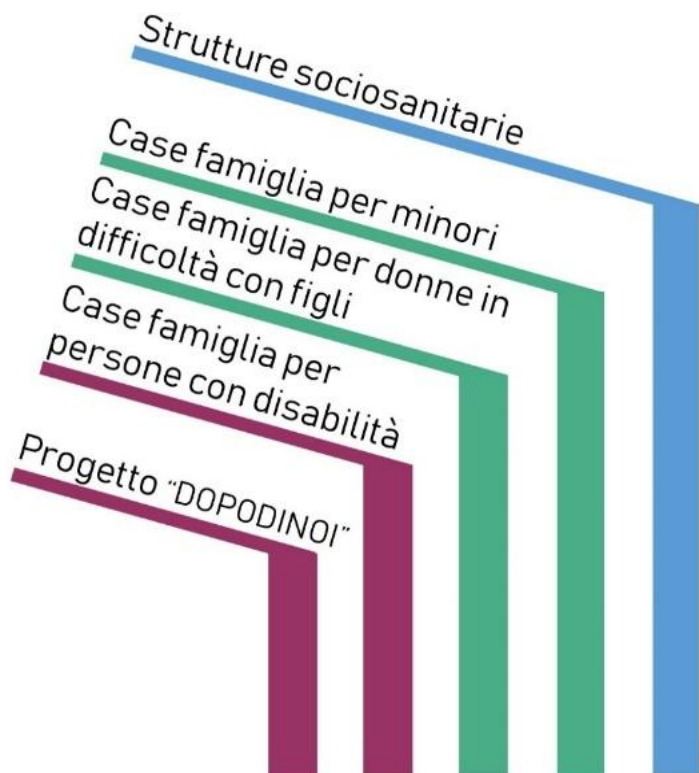 Strutture sociosanitarie
Case famiglia per minori
Case famiglia per donne in
difficoltà con figli
Case famiglia per
persone con disabilità
Progetto "DOPODINOI"